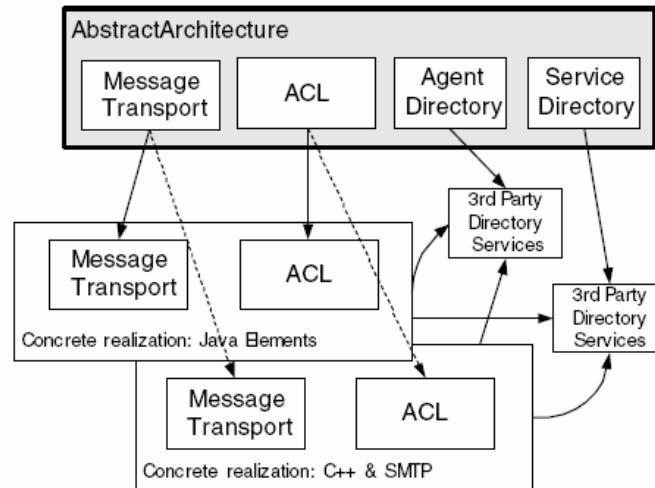 AbstractArchitecture
Message
Transport
ACL
Agent
Directory
Service
Directory
3rd Party
Directory
Services
Message
Transport
ACL
3rd Party
Directory
Services
Concrete realization: Java Elements
Message
Transport
ACL
Concrete realization: C++ & SMTP